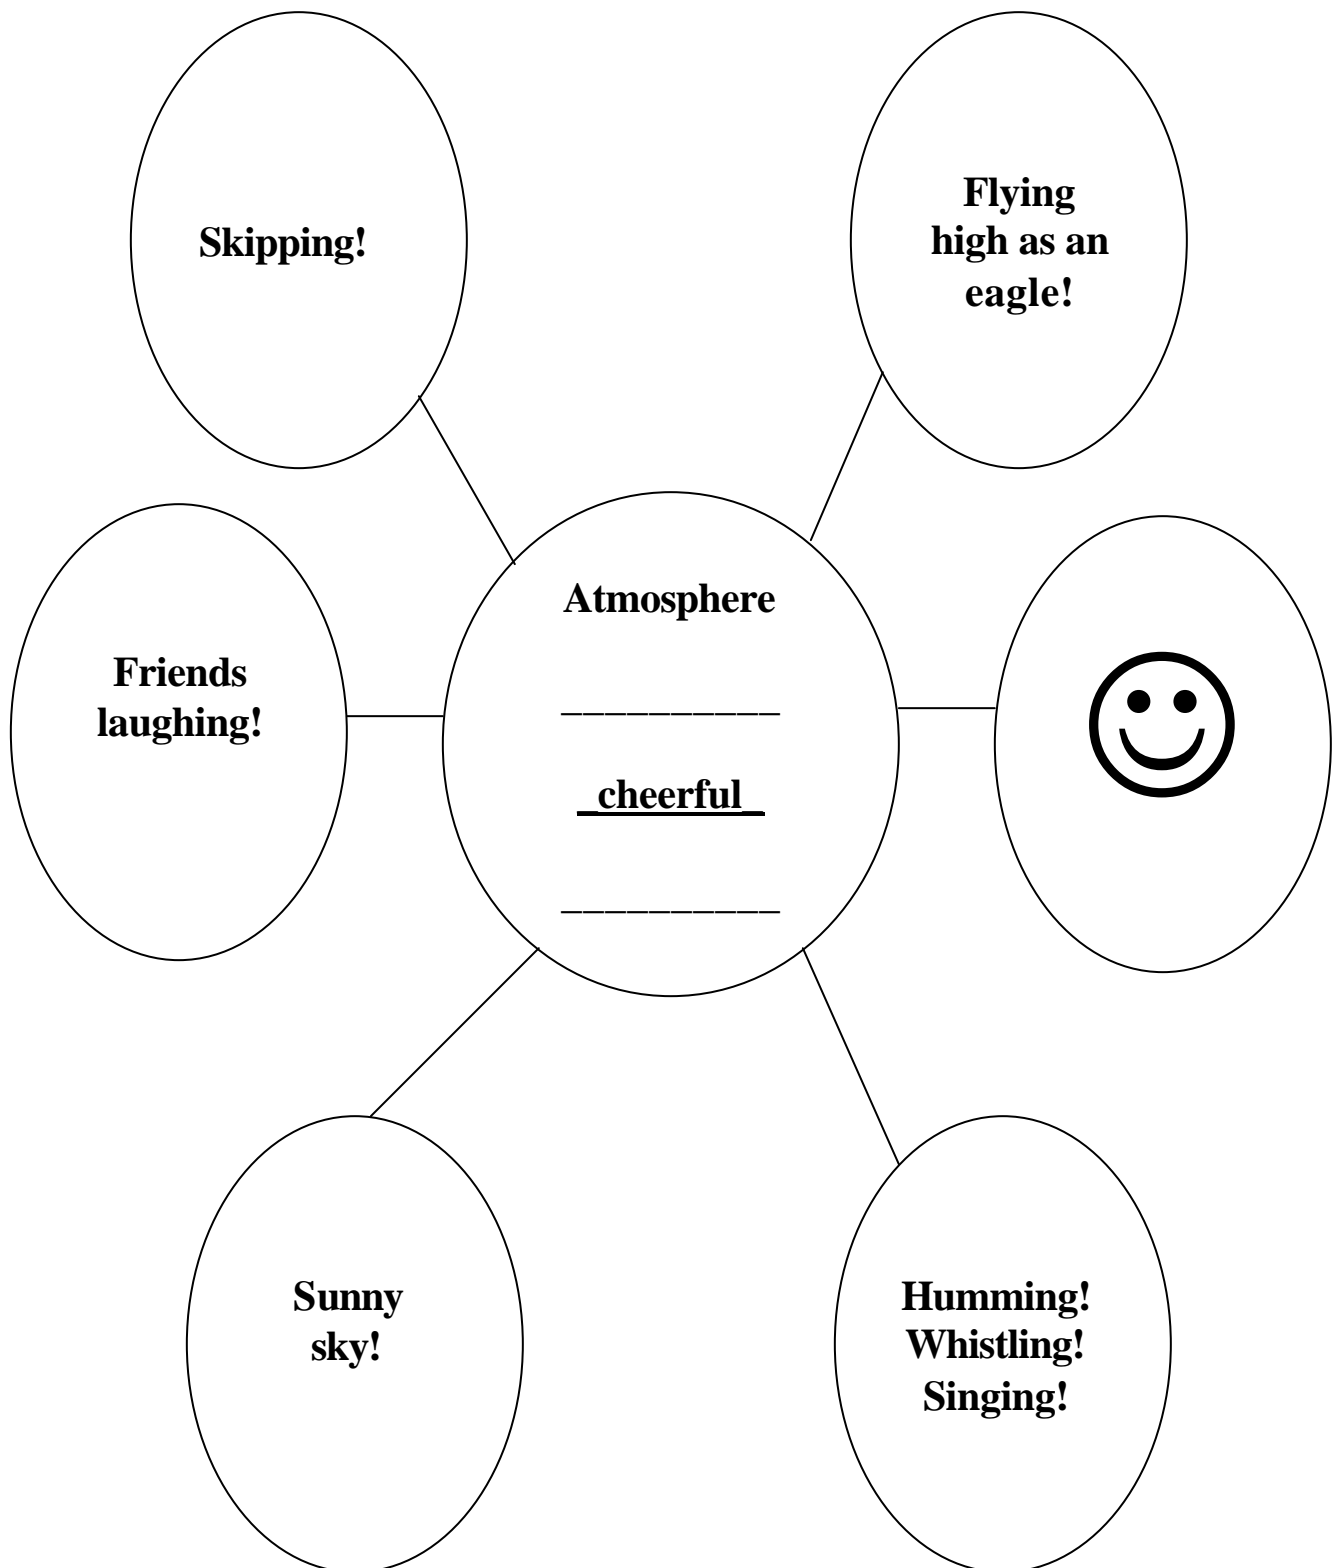 Skipping!
Flying
high as an
eagle!
Friends
laughing!
Atmosphere
__________
_cheerful_
__________
Sunny
sky!
Humming!
Whistling!
Singing!